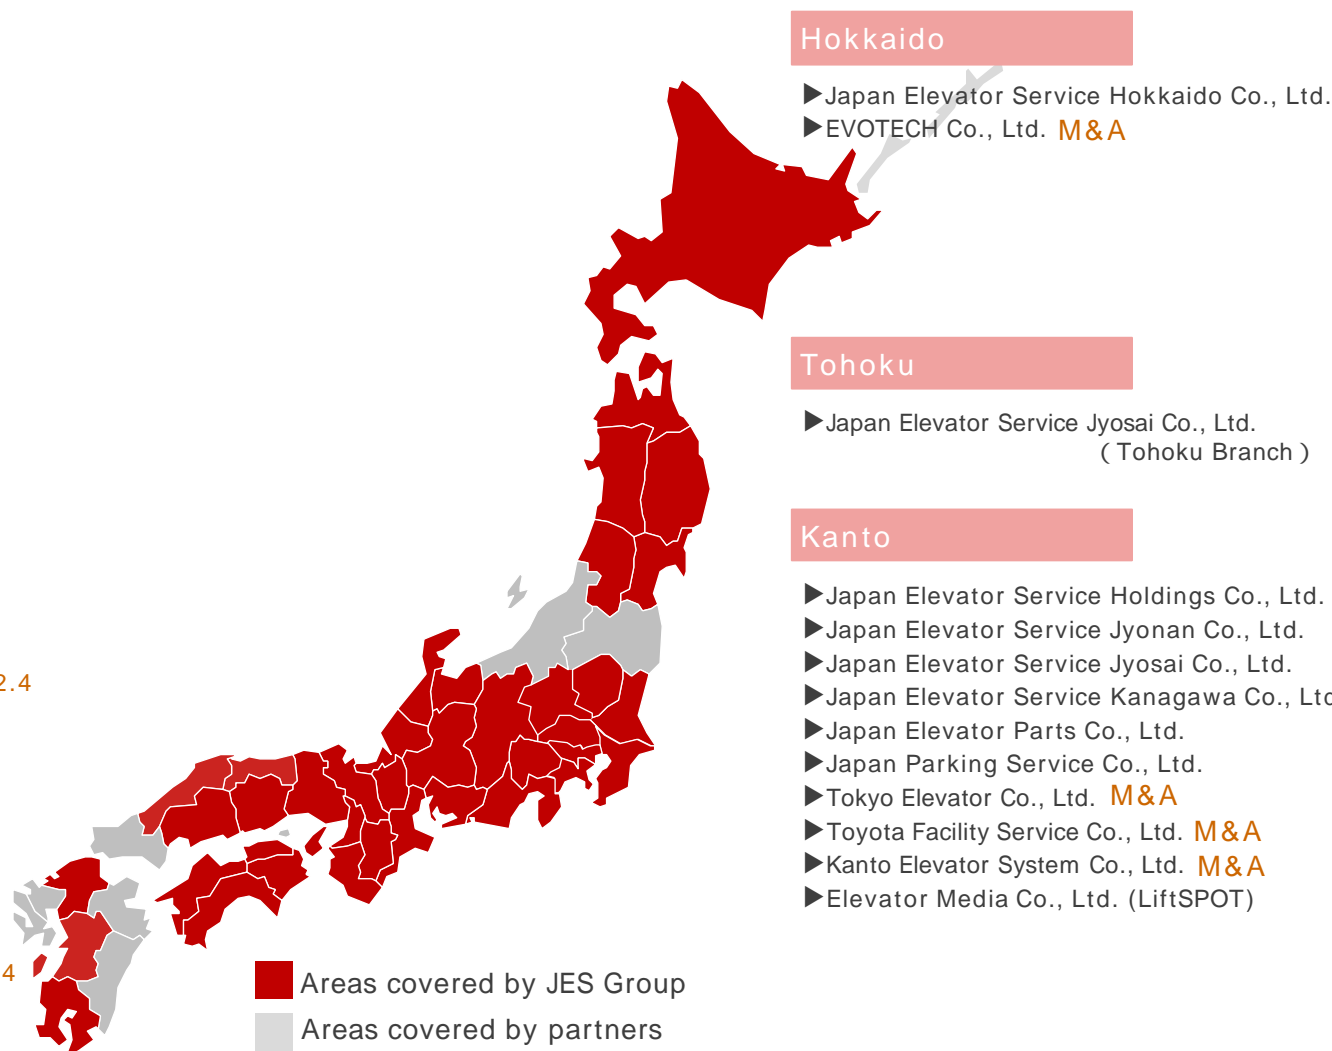 Hokkaido
▶Japan Elevator Service Hokkaido Co., Ltd.
▶EVOTECH Co., Ltd. M&A
Tohoku
▶Japan Elevator Service Jyosai Co., Ltd.
(Tohoku Branch)
Kanto
▶Japan Elevator Service Holdings Co., Ltd.
▶Japan Elevator Service Jyonan Co., Ltd.
▶Japan Elevator Service Jyosai Co., Ltd.
▶Japan Elevator Service Kanagawa Co., Ltd
▶Japan Elevator Parts Co., Ltd.
▶Japan Parking Service Co., Ltd.
▶Tokyo Elevator Co., Ltd. M&A
▶Toyota Facility Service Co., Ltd. M&A
▶Kanto Elevator System Co., Ltd. M&A
▶Elevator Media Co., Ltd. (LiftSPOT)
2.4
4
Areas covered by JES Group
Areas covered by partners